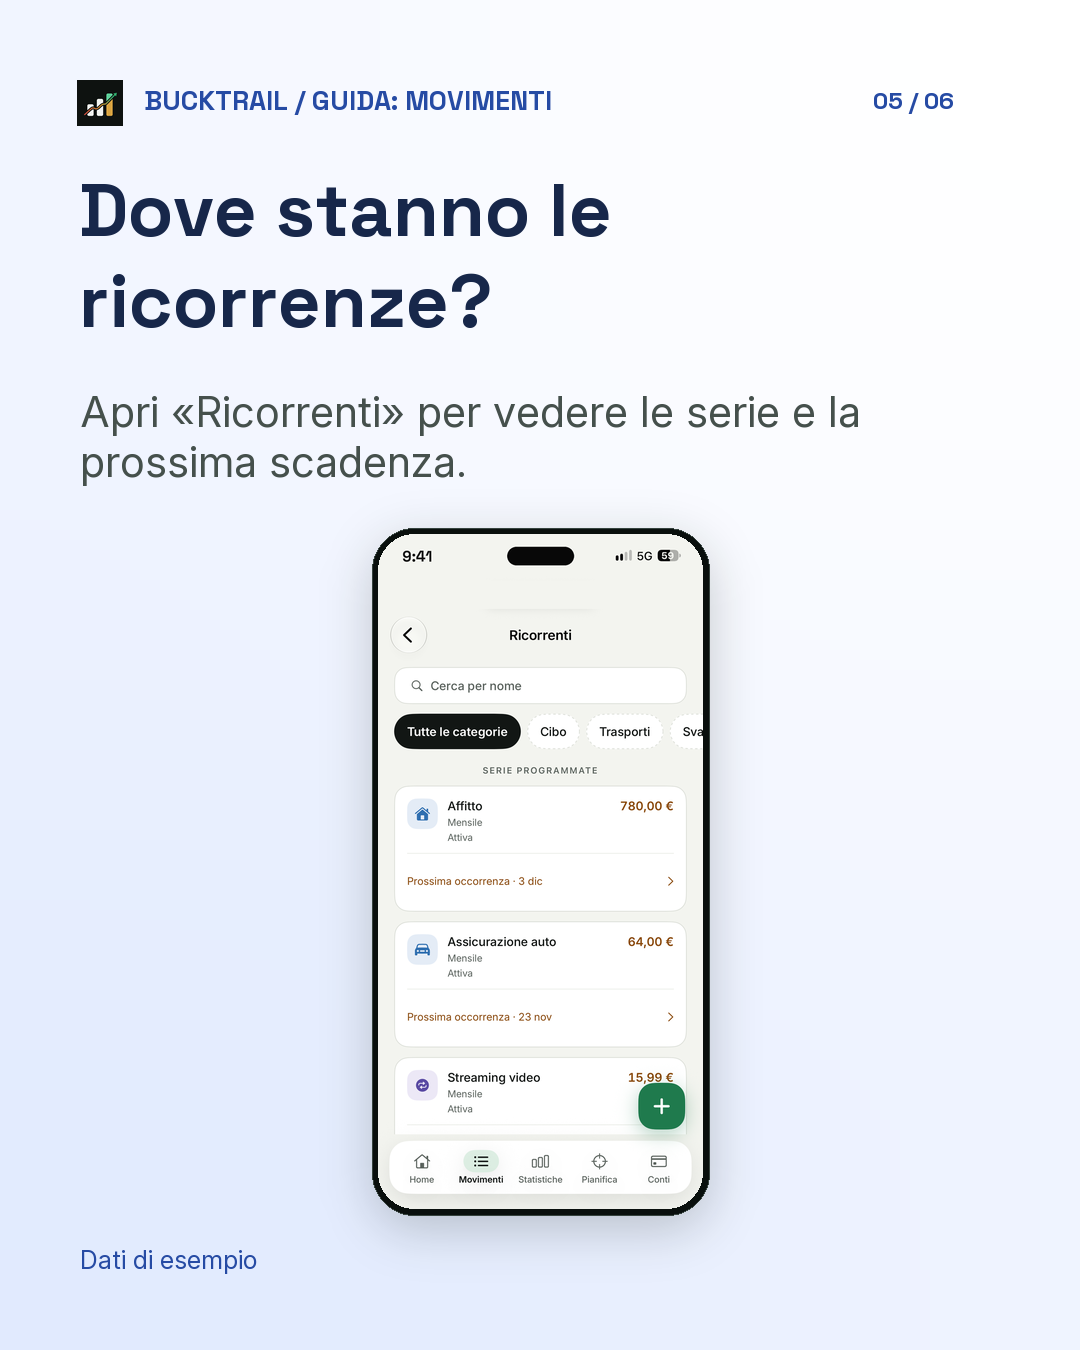 BUCKTRAIL / GUIDA: MOVIMENTI
05 / 06
Dove stanno le
ricorrenze?
Apri «Ricorrenti» per vedere le serie e la
prossima scadenza.
9:41
5G 59
Ricorrenti
Cerca per nome
Tutte le categorie Cibo Trasporti Sva
SERIE PROGRAMMATE
Affitto 780,00 €
Mensile
Attiva
Prossima occorrenza · 3 dic
Assicurazione auto 64,00 €
Mensile
Attiva
Prossima occorrenza · 23 nov
Streaming video 15,99 €
Mensile
Attiva
Home Movimenti Statistiche Pianifica Conti
Dati di esempio